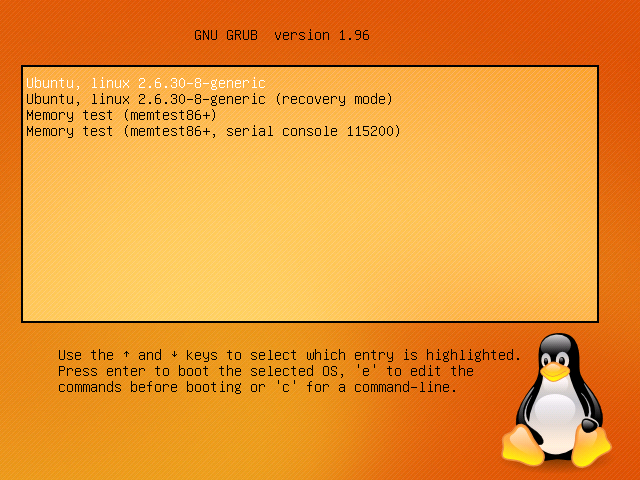 GNU GRUB  version 1.96
Ubuntu, linux 2.6.30-8-generic
Ubuntu, linux 2.6.30-8-generic (recovery mode)
Memory test (memtest86+)
Memory test (memtest86+, serial console 115200)
Use the ↑ and ↓ keys to select which entry is highlighted.
Press enter to boot the selected OS, 'e' to edit the
commands before booting or 'c' for a command-line.